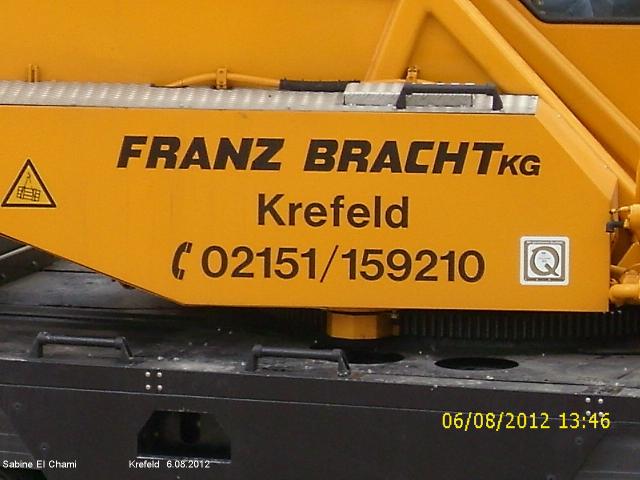 FRANZ BRACHT KG
Krefeld
02151/159210
Q
06/08/2012 13:46
Sabine El Chami Krefeld 6.08.2012